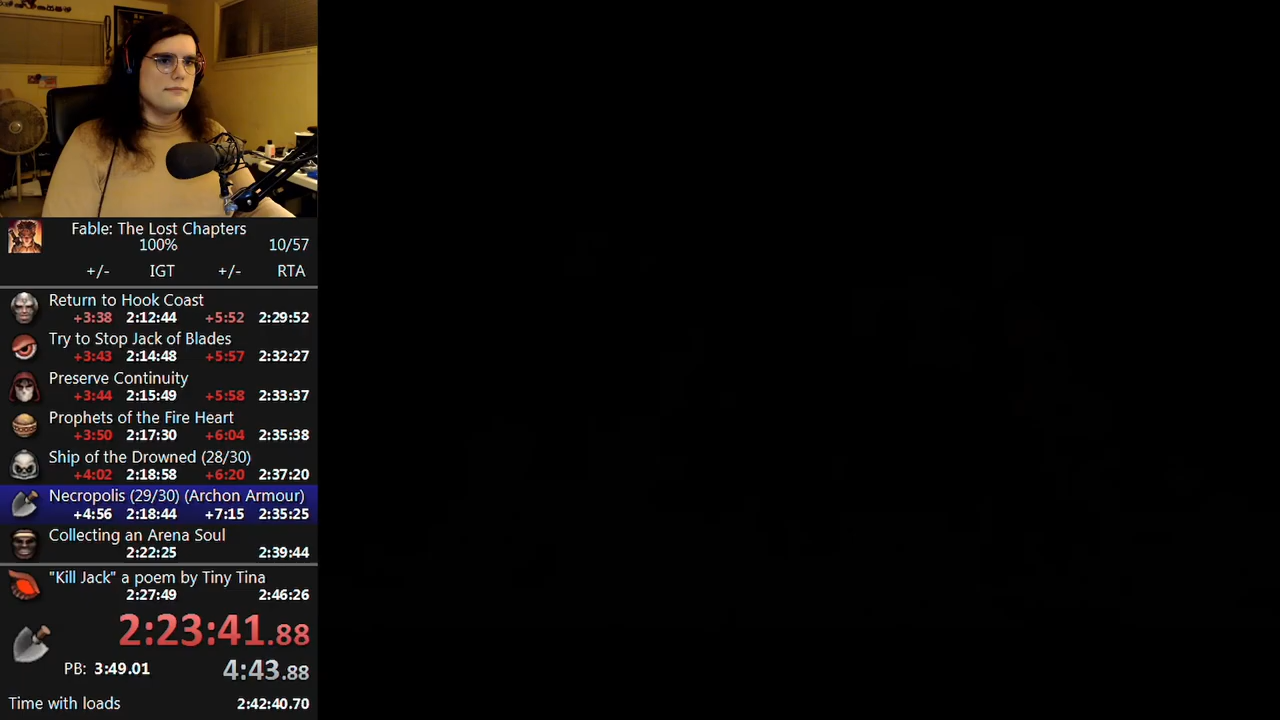 Fable: The Lost Chapters
100% 10/57
+/- IGT +/- RTA
Return to Hook Coast
+3:38 2:12:44 +5:52 2:29:52
Try to Stop Jack of Blades
+3:43 2:14:48 +5:57 2:32:27
Preserve Continuity
+3:44 2:15:49 +5:58 2:33:37
Prophets of the Fire Heart
+3:50 2:17:30 +6:04 2:35:38
Ship of the Drowned (28/30)
+4:02 2:18:58 +6:20 2:37:20
Necropolis (29/30) (Archon Armour)
+4:56 2:18:44 +7:15 2:35:25
Collecting an Arena Soul
2:22:25 2:39:44
"Kill Jack" a poem by Tiny Tina
2:27:49 2:46:26
2:23:41.88
PB: 3:49.01 4:43.88
Time with loads 2:42:40.70